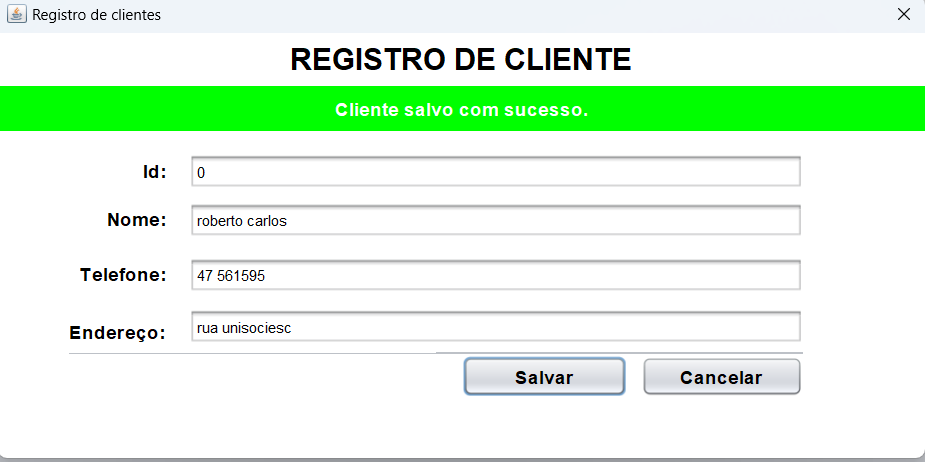 Registro de clientes
REGISTRO DE CLIENTE
Cliente salvo com sucesso.
Id: 0
Nome: roberto carlos
Telefone: 47 561595
Endereço: rua unisociesc
Salvar Cancelar